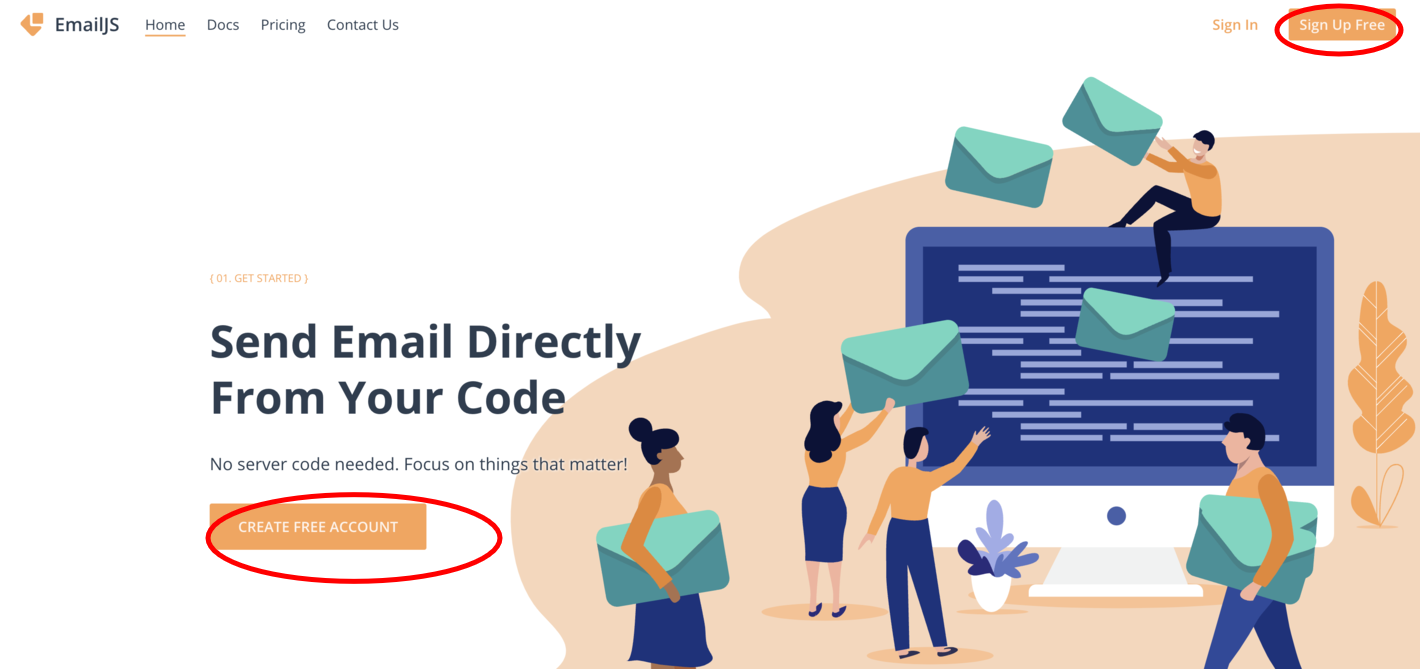 EmailJS Home Docs Pricing Contact Us Sign In Sign Up Free
{ 01. GET STARTED }
Send Email Directly
From Your Code
No server code needed. Focus on things that matter!
CREATE FREE ACCOUNT